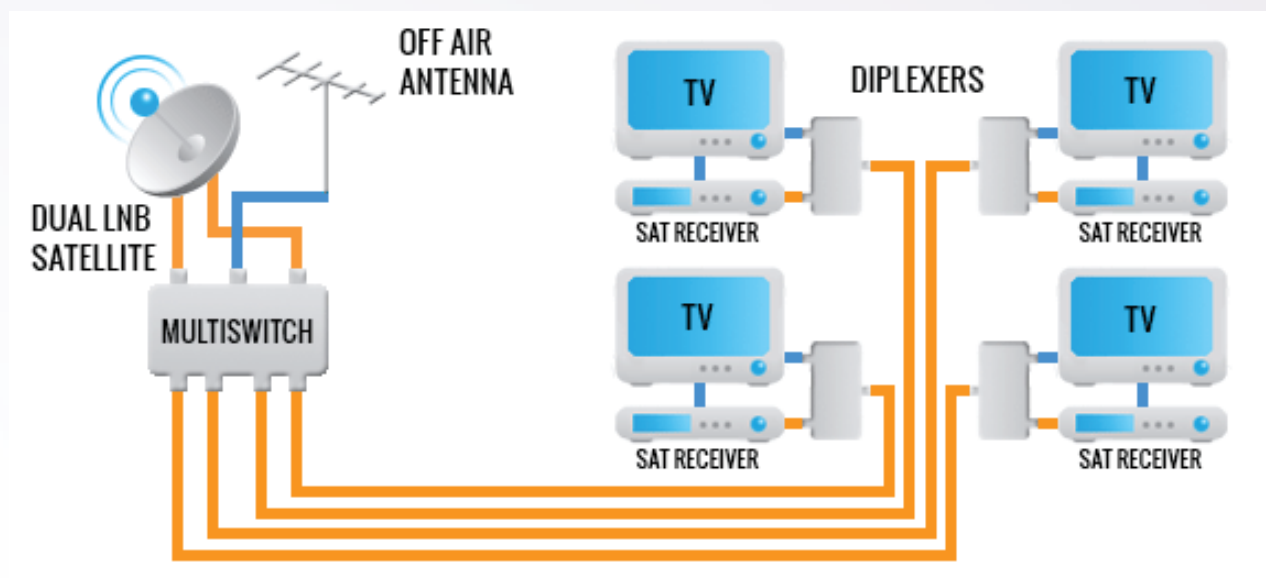 OFF AIR
ANTENNA
DUAL LNB
SATELLITE
MULTISWITCH
TV
SAT RECEIVER
DIPLEXERS
TV
SAT RECEIVER
TV
SAT RECEIVER
TV
SAT RECEIVER